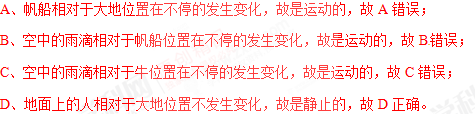 A、帆船相对于大地位置在不停的发生变化，故是运动的，故 A 错误；
B、空中的雨滴相对于帆船位置在不停的发生变化，故是运动的，故 B错误；
C、空中的雨滴相对于牛位置在不停的发生变化，故是运动的，故 C 错误；
D、地面上的人相对于大地位置不发生变化，故是静止的，故 D 正确。